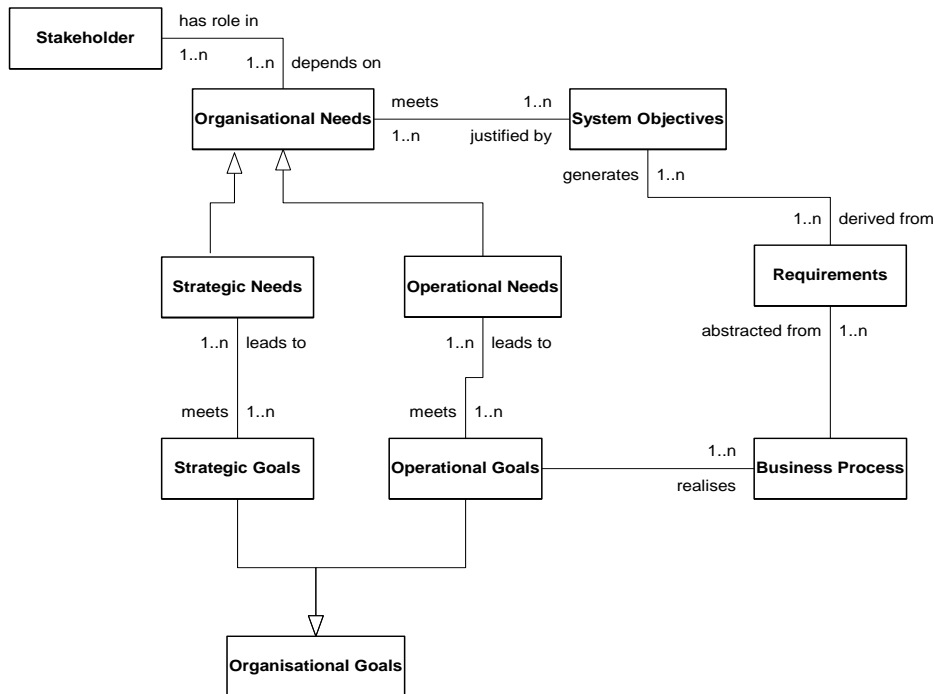 has role in
Stakeholder
1..n
1..n
depends on
meets
1..n
Organisational Needs
System Objectives
1..n
justified by
generates
1..n
1..n
derived from
Strategic Needs
Operational Needs
Requirements
1..n
leads to
1..n
leads to
abstracted from
1..n
meets
1..n
meets
1..n
1..n
Strategic Goals
Operational Goals
Business Process
realises
Organisational Goals